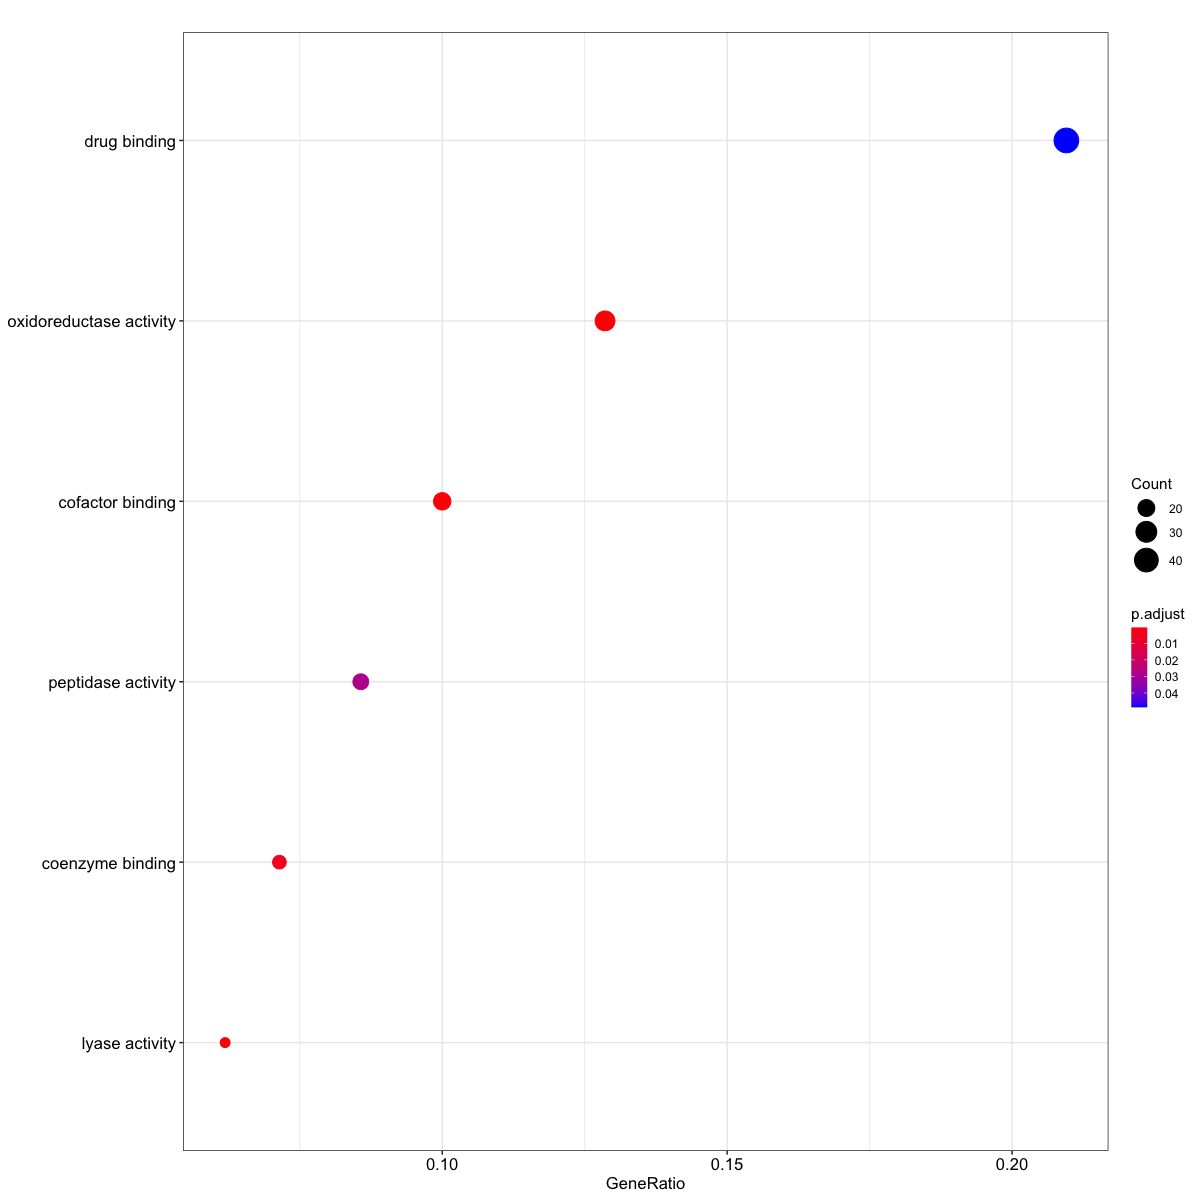 drug binding
oxidoreductase activity
cofactor binding
peptidase activity
coenzyme binding
lyase activity
0.10
0.15
0.20
GeneRatio
Count
20
30
40
p.adjust
0.01
0.02
0.03
0.04